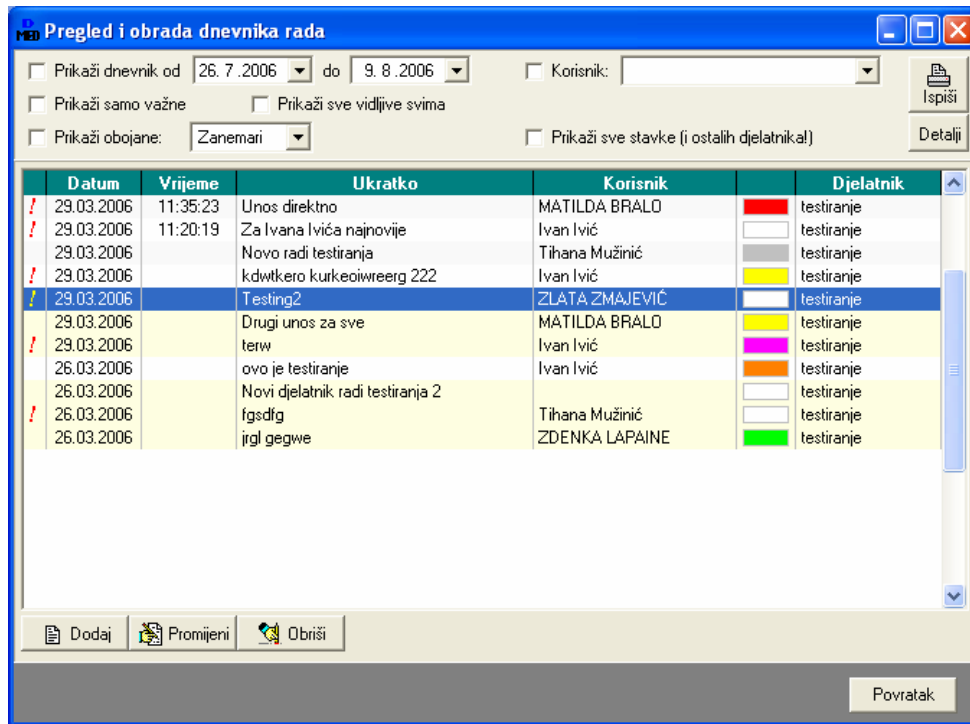 D MED Pregled i obrada dnevnika rada
Prikaži dnevnik od 26. 7 .2006 do 9. 8 .2006 Korisnik:
Ispiši
Prikaži samo važne Prikaži sve vidljive svima
Prikaži obojane: Zanemari Prikaži sve stavke (i ostalih djelatnika!) Detalji
Datum Vrijeme Ukratko Korisnik Djelatnik
! 29.03.2006 11:35:23 Unos direktno MATILDA BRALO testiranje
! 29.03.2006 11:20:19 Za Ivana Ivića najnovije Ivan Ivić testiranje
29.03.2006 Novo radi testiranja Tihana Mužinić testiranje
! 29.03.2006 kdwtkero kurkeoiwreerg 222 Ivan Ivić testiranje
! 29.03.2006 Testing2 ZLATA ZMAJEVIĆ testiranje
29.03.2006 Drugi unos za sve MATILDA BRALO testiranje
! 29.03.2006 terw Ivan Ivić testiranje
26.03.2006 ovo je testiranje Ivan Ivić testiranje
26.03.2006 Novi djelatnik radi testiranja 2 testiranje
! 26.03.2006 fgsdfg Tihana Mužinić testiranje
26.03.2006 jrgl gegwe ZDENKA LAPAINE testiranje
Dodaj Promijeni Obriši
Povratak